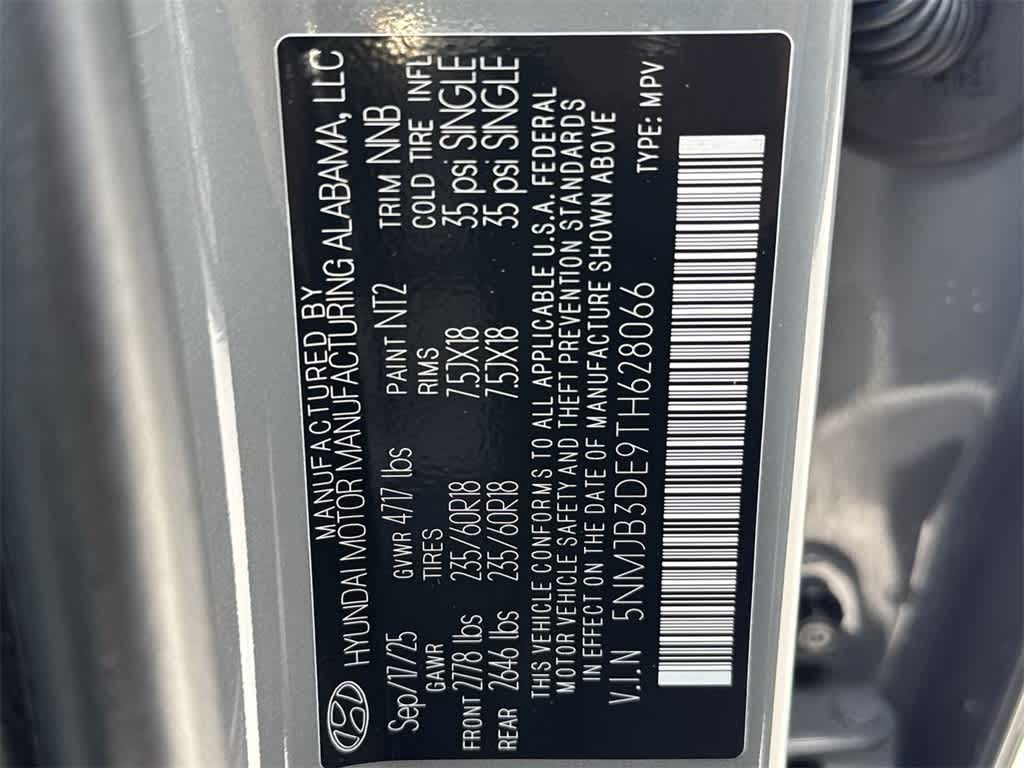 MANUFACTURED BY
HYUNDAI MOTOR MANUFACTURING ALABAMA, LLC
Sep/17/25 GVWR 4717 lbs PAINT NT2 TRIM NNB
GAWR TIRES RIMS COLD TIRE INFL
FRONT 2778 lbs 235/60R18 7.5JX18 35 psi SINGLE
REAR 2646 lbs 235/60R18 7.5JX18 35 psi SINGLE
THIS VEHICLE CONFORMS TO ALL APPLICABLE U.S.A. FEDERAL
MOTOR VEHICLE SAFETY AND THEFT PREVENTION STANDARDS
IN EFFECT ON THE DATE OF MANUFACTURE SHOWN ABOVE
V.I.N 5NMJB3DE9TH628066 TYPE: MPV